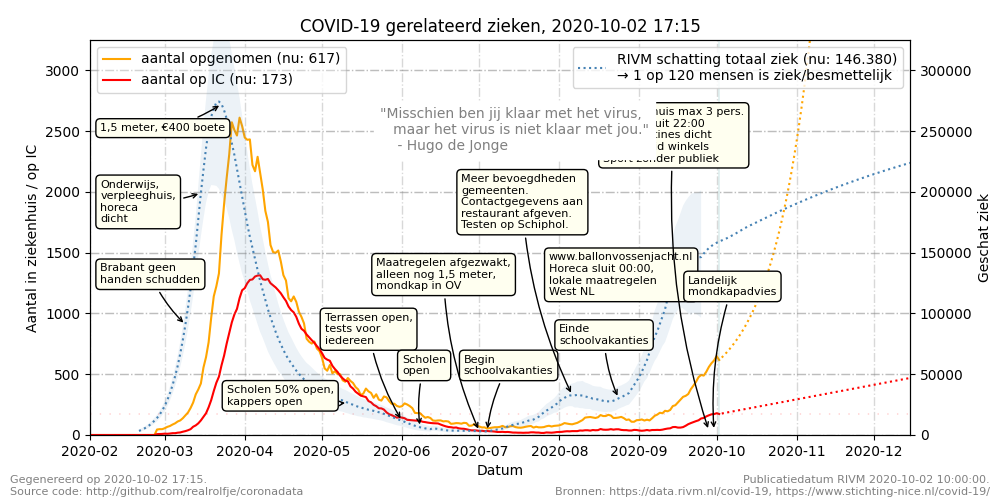 COVID-19 gerelateerd zieken, 2020-10-02 17:15
aantal opgenomen (nu: 617)
aantal op IC (nu: 173)
RIVM schatting totaal ziek (nu: 146.380)
→ 1 op 120 mensen is ziek/besmettelijk
"Misschien ben jij klaar met het virus,
maar het virus is niet klaar met jou."
- Hugo de Jonge
1,5 meter, €400 boete
Onderwijs,
verpleeghuis,
horeca
dicht
Brabant geen
handen schudden
Scholen 50% open,
kappers open
Terrassen open,
tests voor
iedereen
Maatregelen afgezwakt,
alleen nog 1,5 meter,
mondkap in OV
Scholen
open
Begin
schoolvakanties
Meer bevoegdheden
gemeenten.
Contactgegevens aan
restaurant afgeven.
Testen op Schiphol.
Einde
schoolvakanties
www.ballonvossenjacht.nl
Horeca sluit 00:00,
lokale maatregelen
West NL
max 3 pers.
22:00
dicht
winkels
publiek
Landelijk
mondkapadvies
Aantal in ziekenhuis / op IC
3000
2500
2000
1500
1000
500
0
Geschat ziek
300000
250000
200000
150000
100000
50000
0
2020-02
2020-03
2020-04
2020-05
2020-06
2020-07
2020-08
2020-09
2020-10
2020-11
2020-12
Datum
Gegenereerd op 2020-10-02 17:15.
Source code: http://github.com/realrolfje/coronadata
Publicatiedatum RIVM 2020-10-02 10:00:00.
Bronnen: https://data.rivm.nl/covid-19, https://www.stichting-nice.nl/covid-19/